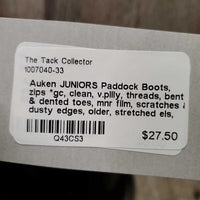 The Tack Collector
1007040-33
Auken JUNIORS Paddock Boots,
zips *gc, clean, v.pilly, threads, bent
& dented toes, mnr film, scratches &
dusty edges, older, stretched els,
$27.50
Q43CS3